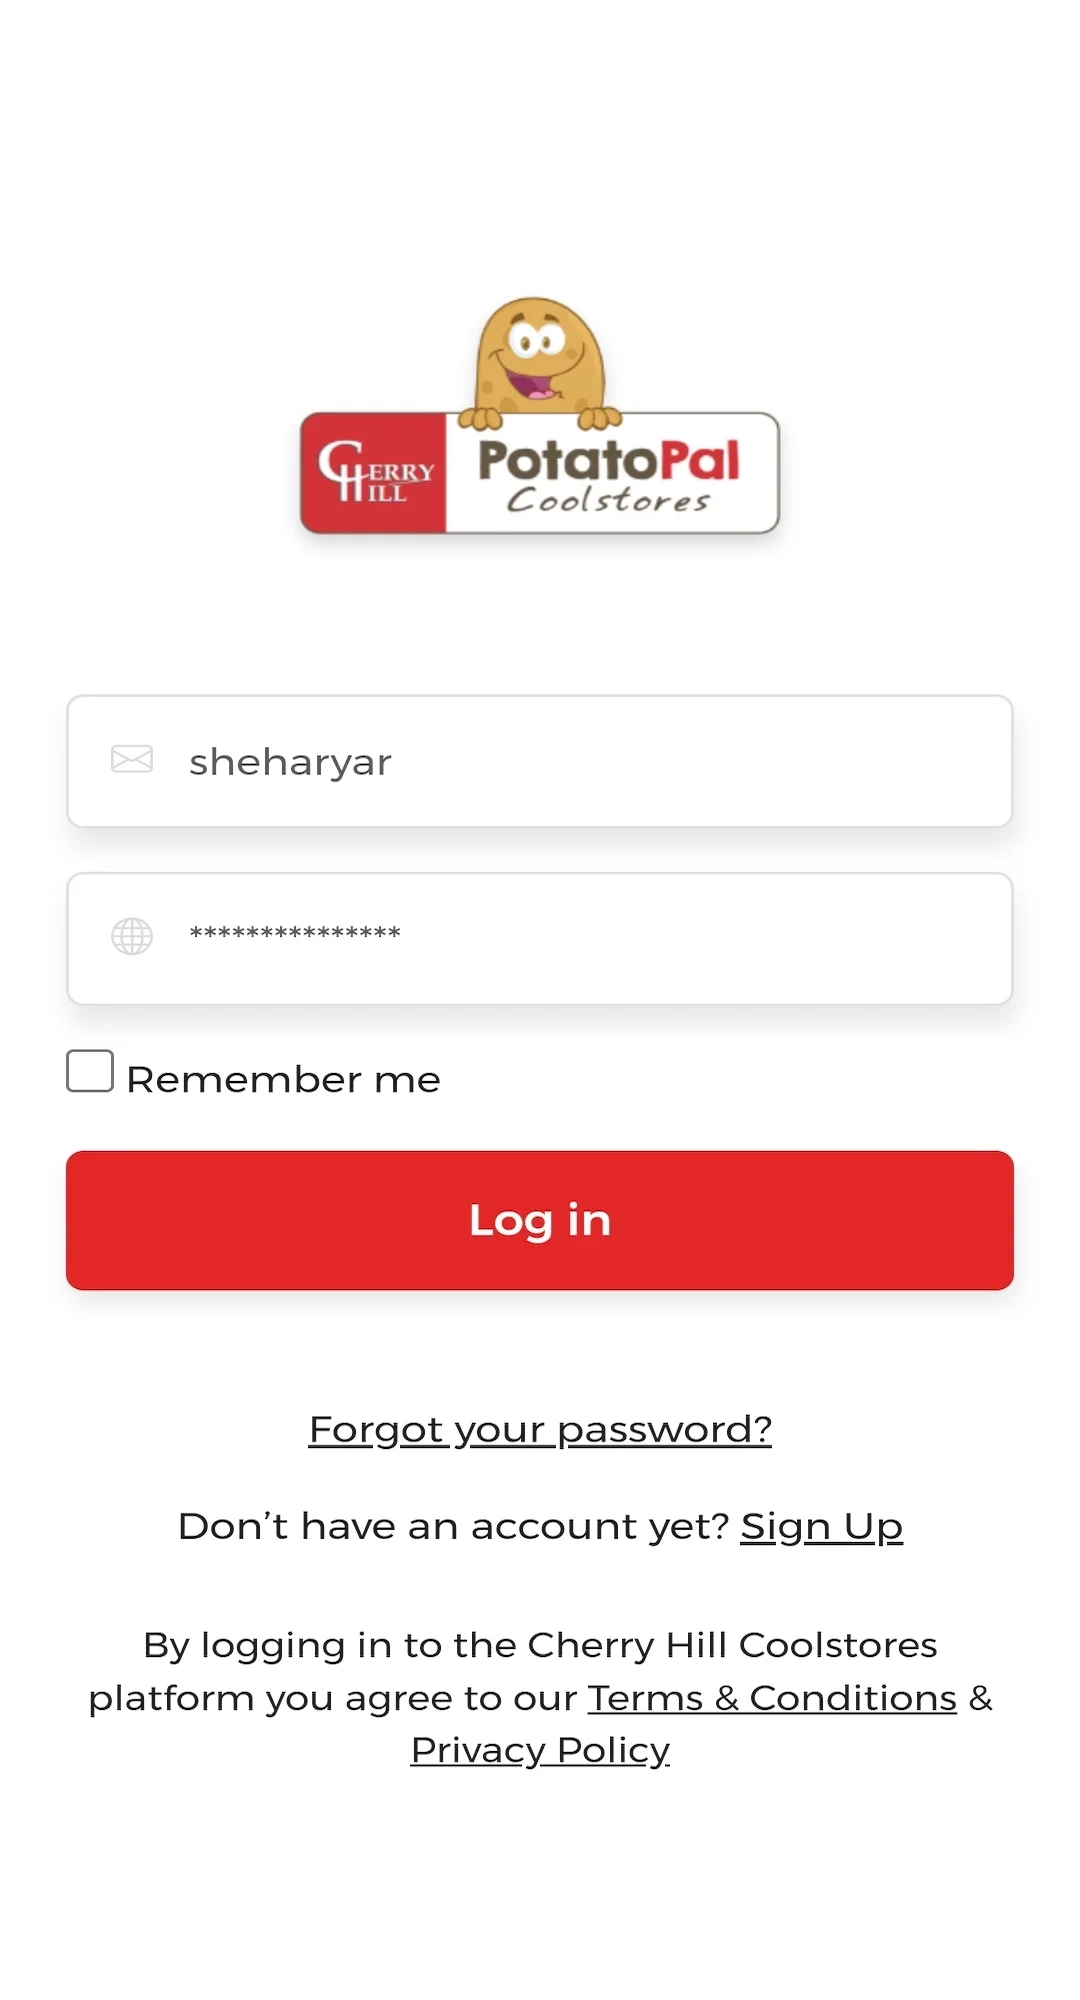 CHERRY
HILL
PotatoPal
Coolstores
sheharyar
***************
Remember me
Log in
Forgot your password?
Don’t have an account yet? Sign Up
By logging in to the Cherry Hill Coolstores
platform you agree to our Terms & Conditions &
Privacy Policy